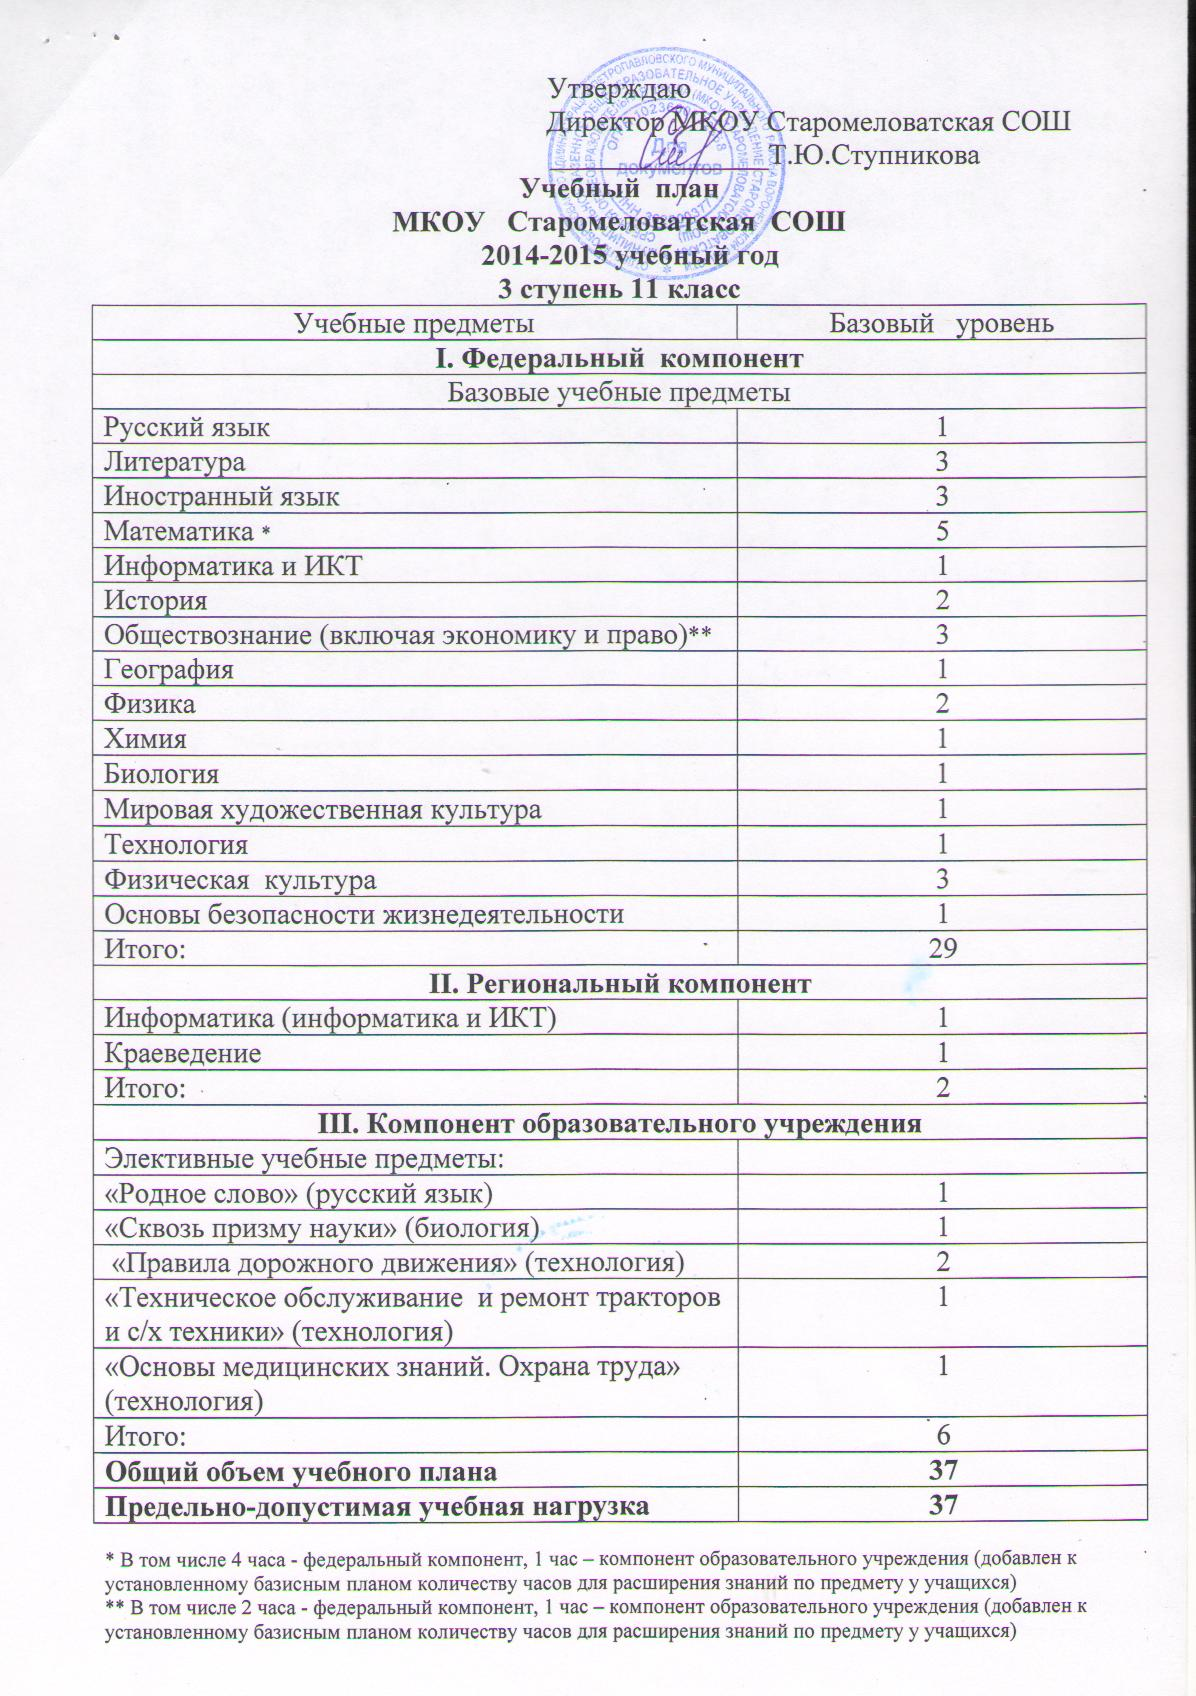 Утверждаю
Директор МКОУ Старомеловатская СОШ
Т.Ю.Ступникова
Для
документов
Учебный план
МКОУ Старомеловатская СОШ
2014-2015 учебный год
3 ступень 11 класс
Учебные предметы Базовый уровень
I. Федеральный компонент
Базовые учебные предметы
Русский язык 1
Литература 3
Иностранный язык 3
Математика * 5
Информатика и ИКТ 1
История 2
Обществознание (включая экономику и право)** 3
География 1
Физика 2
Химия 1
Биология 1
Мировая художественная культура 1
Технология 1
Физическая культура 3
Основы безопасности жизнедеятельности 1
Итого: 29
II. Региональный компонент
Информатика (информатика и ИКТ) 1
Краеведение 1
Итого: 2
III. Компонент образовательного учреждения
Элективные учебные предметы:
«Родное слово» (русский язык) 1
«Сквозь призму науки» (биология) 1
«Правила дорожного движения» (технология) 2
«Техническое обслуживание и ремонт тракторов 1
и с/х техники» (технология)
«Основы медицинских знаний. Охрана труда» 1
(технология)
Итого: 6
Общий объем учебного плана 37
Предельно-допустимая учебная нагрузка 37
* В том числе 4 часа - федеральный компонент, 1 час – компонент образовательного учреждения (добавлен к
установленному базисным планом количеству часов для расширения знаний по предмету у учащихся)
** В том числе 2 часа - федеральный компонент, 1 час – компонент образовательного учреждения (добавлен к
установленному базисным планом количеству часов для расширения знаний по предмету у учащихся)